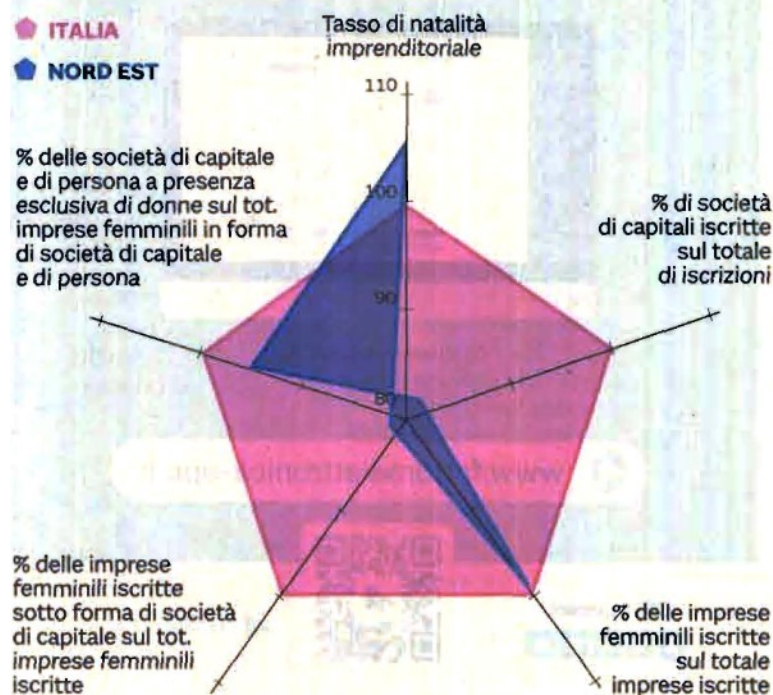 ITALIA
NORD EST
Tasso di natalità
imprenditoriale
110
100
90
80
% delle società di capitale
e di persona a presenza
esclusiva di donne sul tot.
imprese femminili in forma
di società di capitale
e di persona
% di società
di capitali iscritte
sul totale
di iscrizioni
% delle imprese
femminili iscritte
sotto forma di società
di capitale sul tot.
imprese femminili
iscritte
% delle imprese
femminili iscritte
sul totale
imprese iscritte